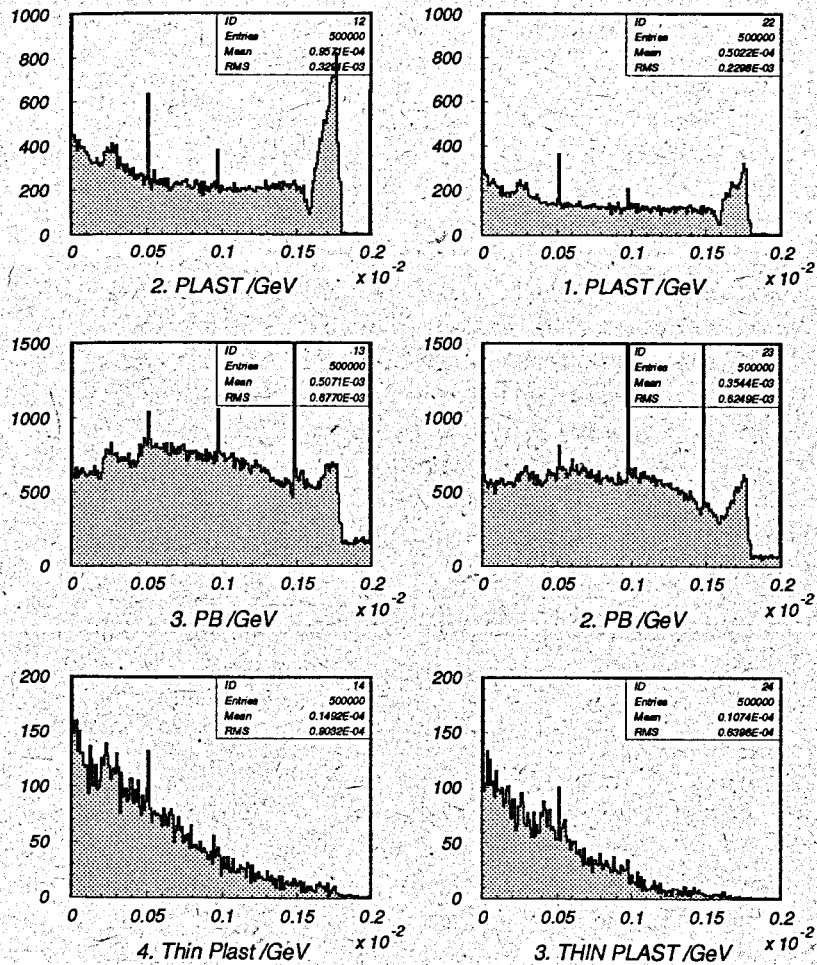 1000
800
600
400
200
0
ID 12
Entries 500000
Mean
RMS
0 0.05 0.1 0.15 0.2
x 10-2
2. PLAST /GeV
1000
800
600
400
200
0
ID 22
Entries 500000
Mean 0.5022E-04
RMS 0.2298E-03
0 0.05 0.1 0.15 0.2
x 10-2
1. PLAST /GeV
1500
1000
500
0
ID 13
Entries 500000
Mean 0.5071E-03
RMS 0.6770E-03
0 0.05 0.1 0.15 0.2
x 10-2
3. PB /GeV
1500
1000
500
0
ID 23
Entries 500000
Mean 0.3544E-03
RMS 0.6249E-03
0 0.05 0.1 0.15 0.2
x 10-2
2. PB /GeV
200
150
100
50
0
ID 14
Entries 500000
Mean 0.1492E-04
RMS 0.9032E-04
0 0.05 0.1 0.15 0.2
x 10-2
4. Thin Plast /GeV
200
150
100
50
0
ID 24
Entries 500000
Mean 0.1074E-04
RMS 0.6396E-04
0 0.05 0.1 0.15 0.2
x 10-2
3. THIN PLAST /GeV